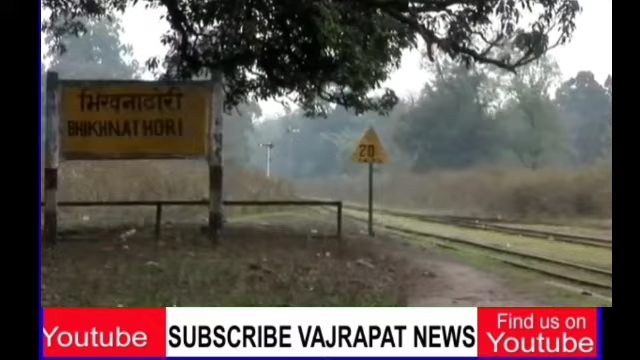 भिखनाठोरी
BHIKHNATHORI
20
Youtube
SUBSCRIBE VAJRAPAT NEWS
Find us on
Youtube